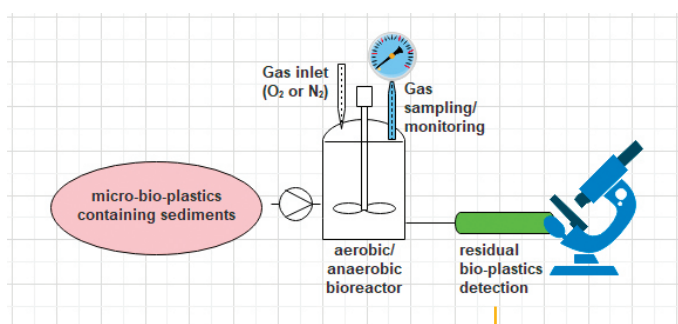 Gas inlet
(O₂ or N₂)
Gas
sampling/
monitoring
micro-bio-plastics
containing sediments
aerobic/
anaerobic
bioreactor
residual
bio-plastics
detection